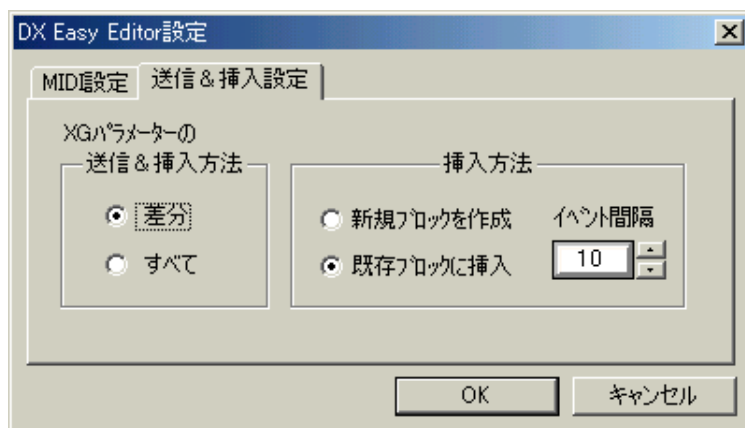 DX Easy Editor設定
MIDI設定 送信&挿入設定
XGパラメーターの
送信&挿入方法
差分
すべて
挿入方法
新規ブロックを作成
既存ブロックに挿入
イベント間隔
10
OK キャンセル